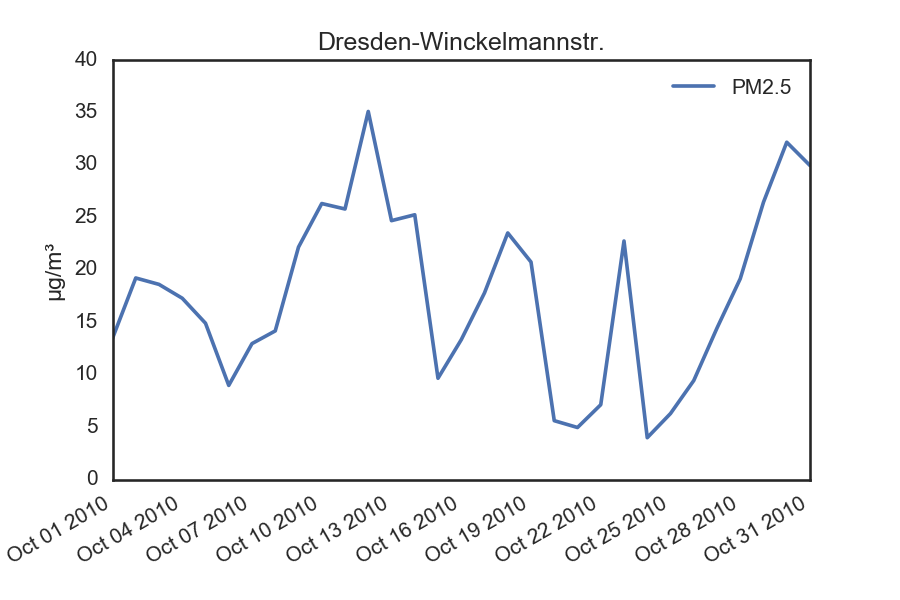 Dresden-Winckelmannstr.
40
35
30
25
20
15
10
5
0
µg/m³
PM2.5
Oct 01 2010
Oct 04 2010
Oct 07 2010
Oct 10 2010
Oct 13 2010
Oct 16 2010
Oct 19 2010
Oct 22 2010
Oct 25 2010
Oct 28 2010
Oct 31 2010